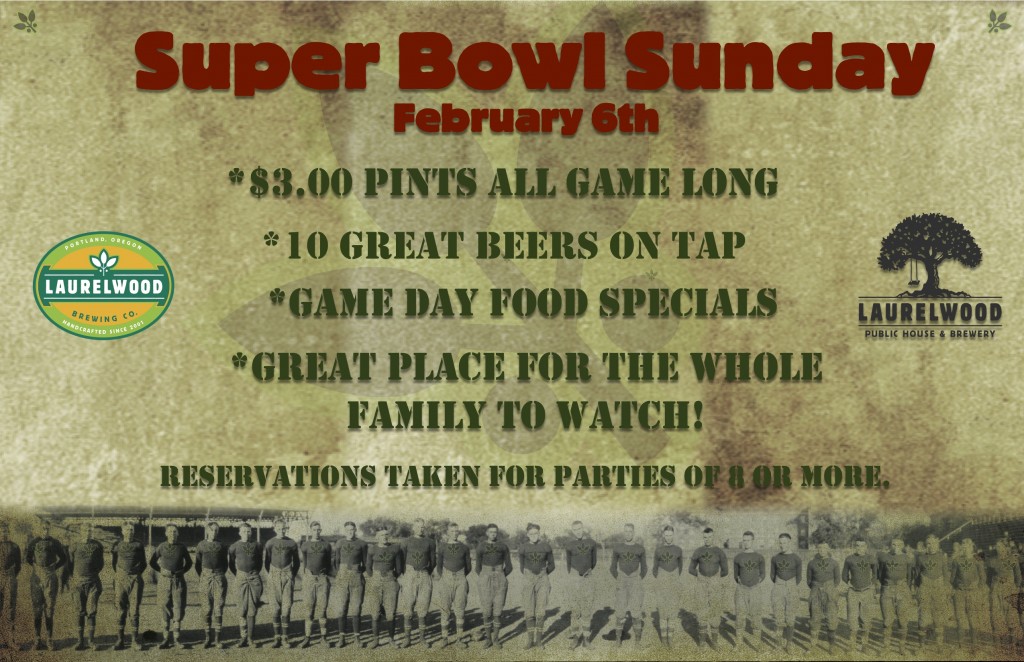 Super Bowl Sunday
February 6th
*$3.00 PINTS ALL GAME LONG
*10 GREAT BEERS ON TAP
*GAME DAY FOOD SPECIALS
*GREAT PLACE FOR THE WHOLE
FAMILY TO WATCH!
RESERVATIONS TAKEN FOR PARTIES OF 8 OR MORE.
PORTLAND, OREGON
LAURELWOOD
BREWING CO.
HANDCRAFTED SINCE 2001
LAURELWOOD
PUBLIC HOUSE & BREWERY